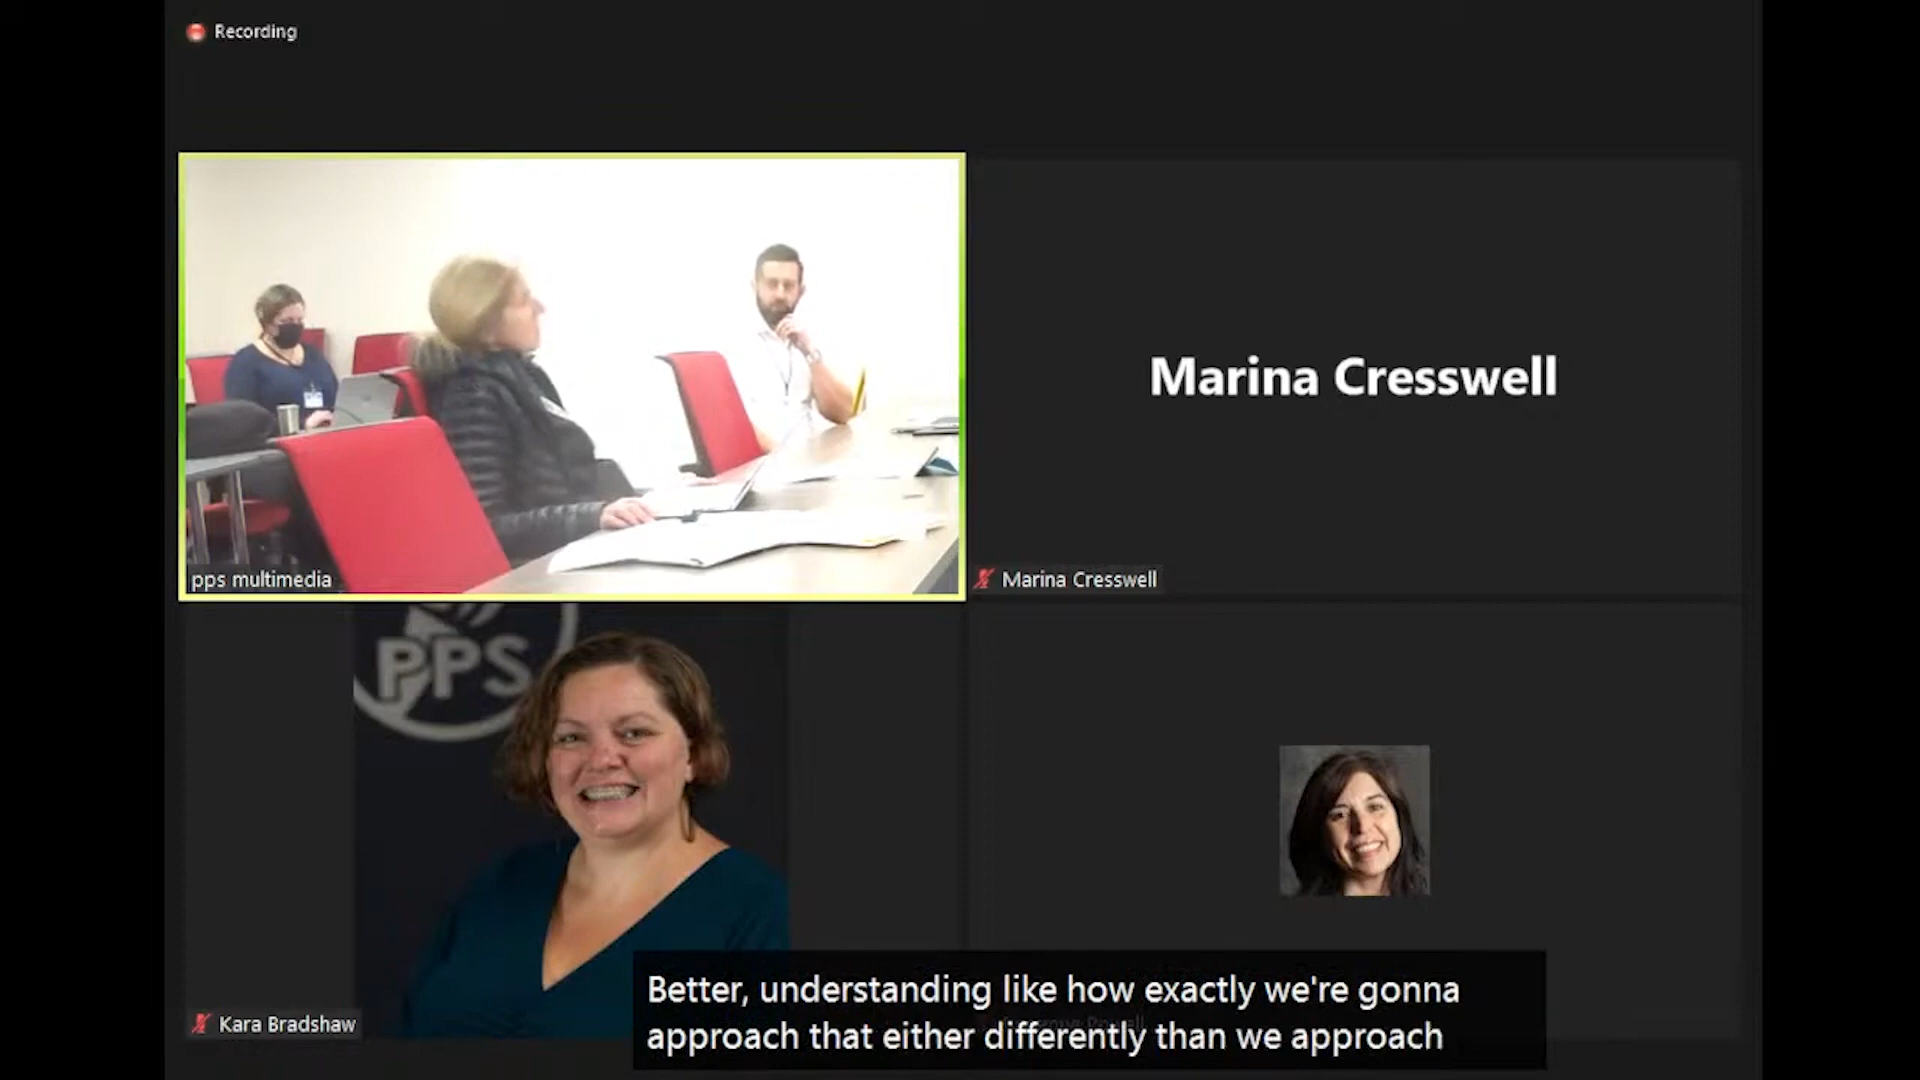 Recording
Marina Cresswell
pps multimedia
Marina Cresswell
PPS
Kara Bradshaw
Better, understanding like how exactly we're gonna
approach that either differently than we approach